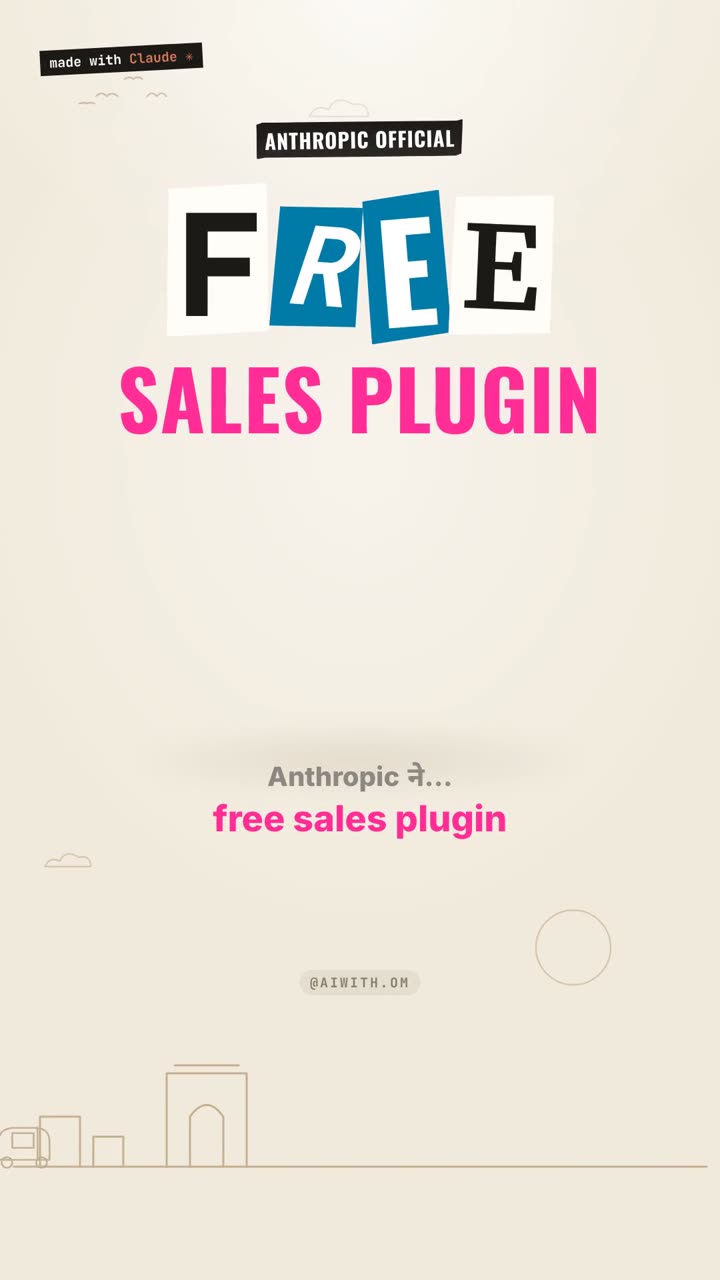 made with Claude ✳
ANTHROPIC OFFICIAL
FREE
SALES PLUGIN
Anthropic ने...
free sales plugin
@AIWITH.OM